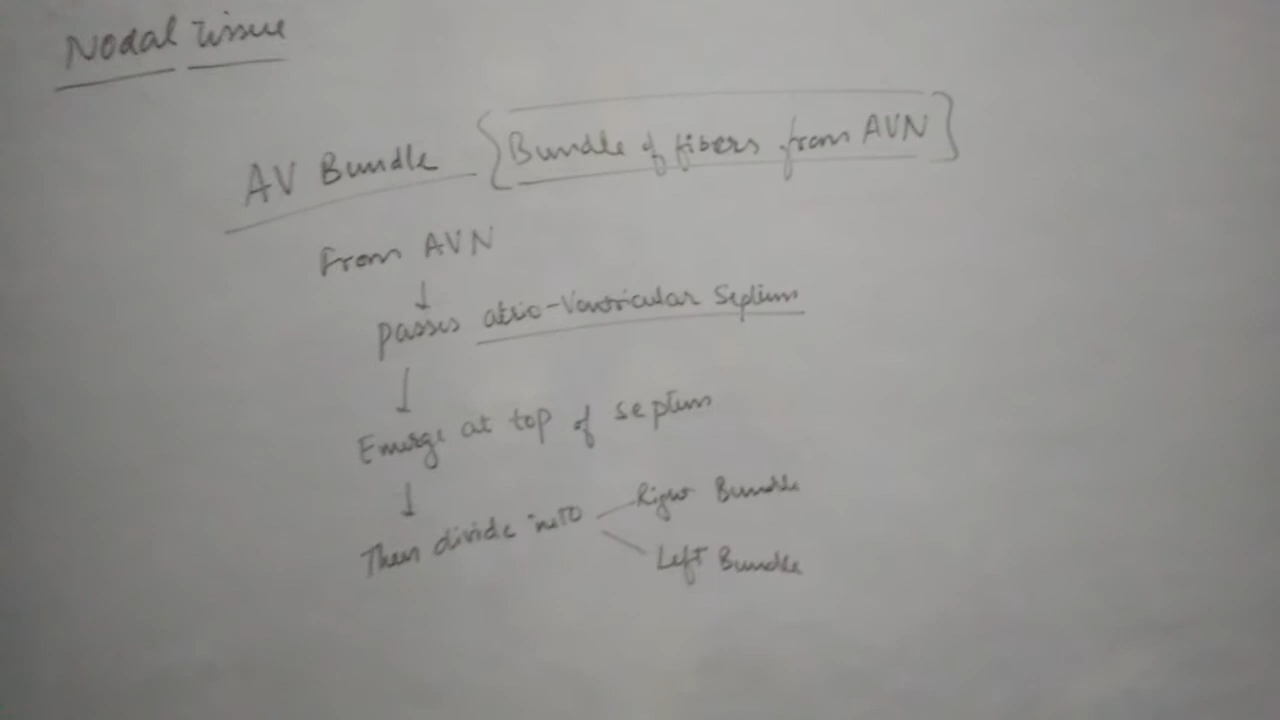 Nodal Tissue
AV Bundle {Bundle of fibers from AVN]
From AVN
↓
passes atrio-Ventricular Septum
↓
Emerge at top of septum
↓
Then divide into
Right Bundle
Left Bundle